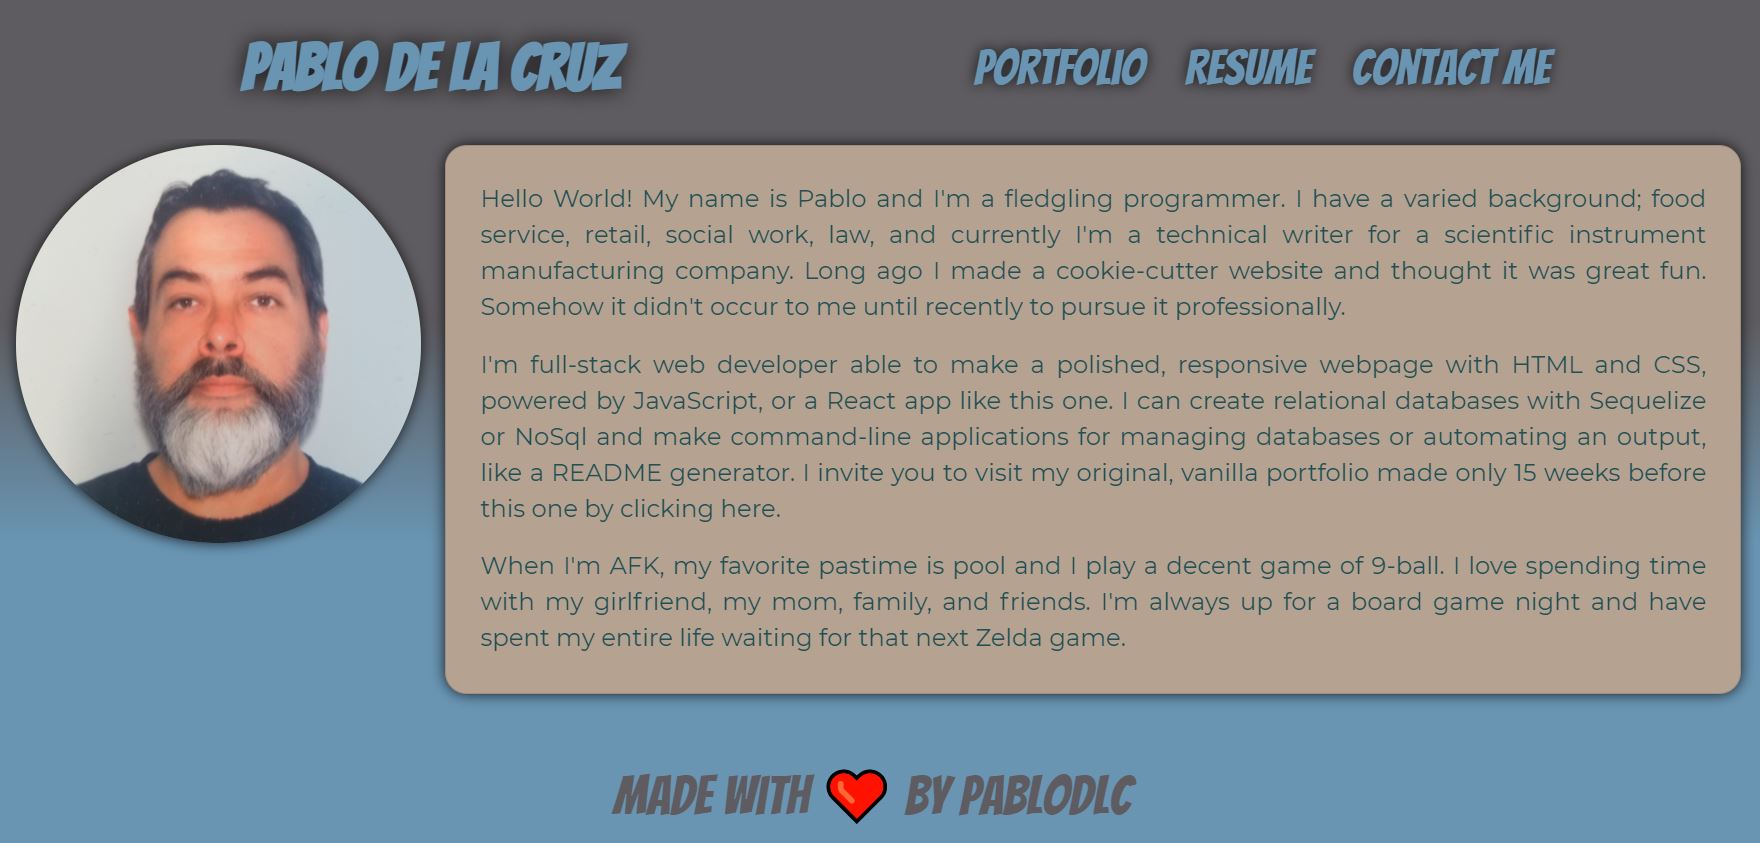 PABLO DE LA CRUZ
PORTFOLIO RESUME CONTACT ME
Hello World! My name is Pablo and I'm a fledgling programmer. I have a varied background; food
service, retail, social work, law, and currently I'm a technical writer for a scientific instrument
manufacturing company. Long ago I made a cookie-cutter website and thought it was great fun.
Somehow it didn't occur to me until recently to pursue it professionally.
I'm full-stack web developer able to make a polished, responsive webpage with HTML and CSS,
powered by JavaScript, or a React app like this one. I can create relational databases with Sequelize
or NoSql and make command-line applications for managing databases or automating an output,
like a README generator. I invite you to visit my original, vanilla portfolio made only 15 weeks before
this one by clicking here.
When I'm AFK, my favorite pastime is pool and I play a decent game of 9-ball. I love spending time
with my girlfriend, my mom, family, and friends. I'm always up for a board game night and have
spent my entire life waiting for that next Zelda game.
MADE WITH BY PABLODLC